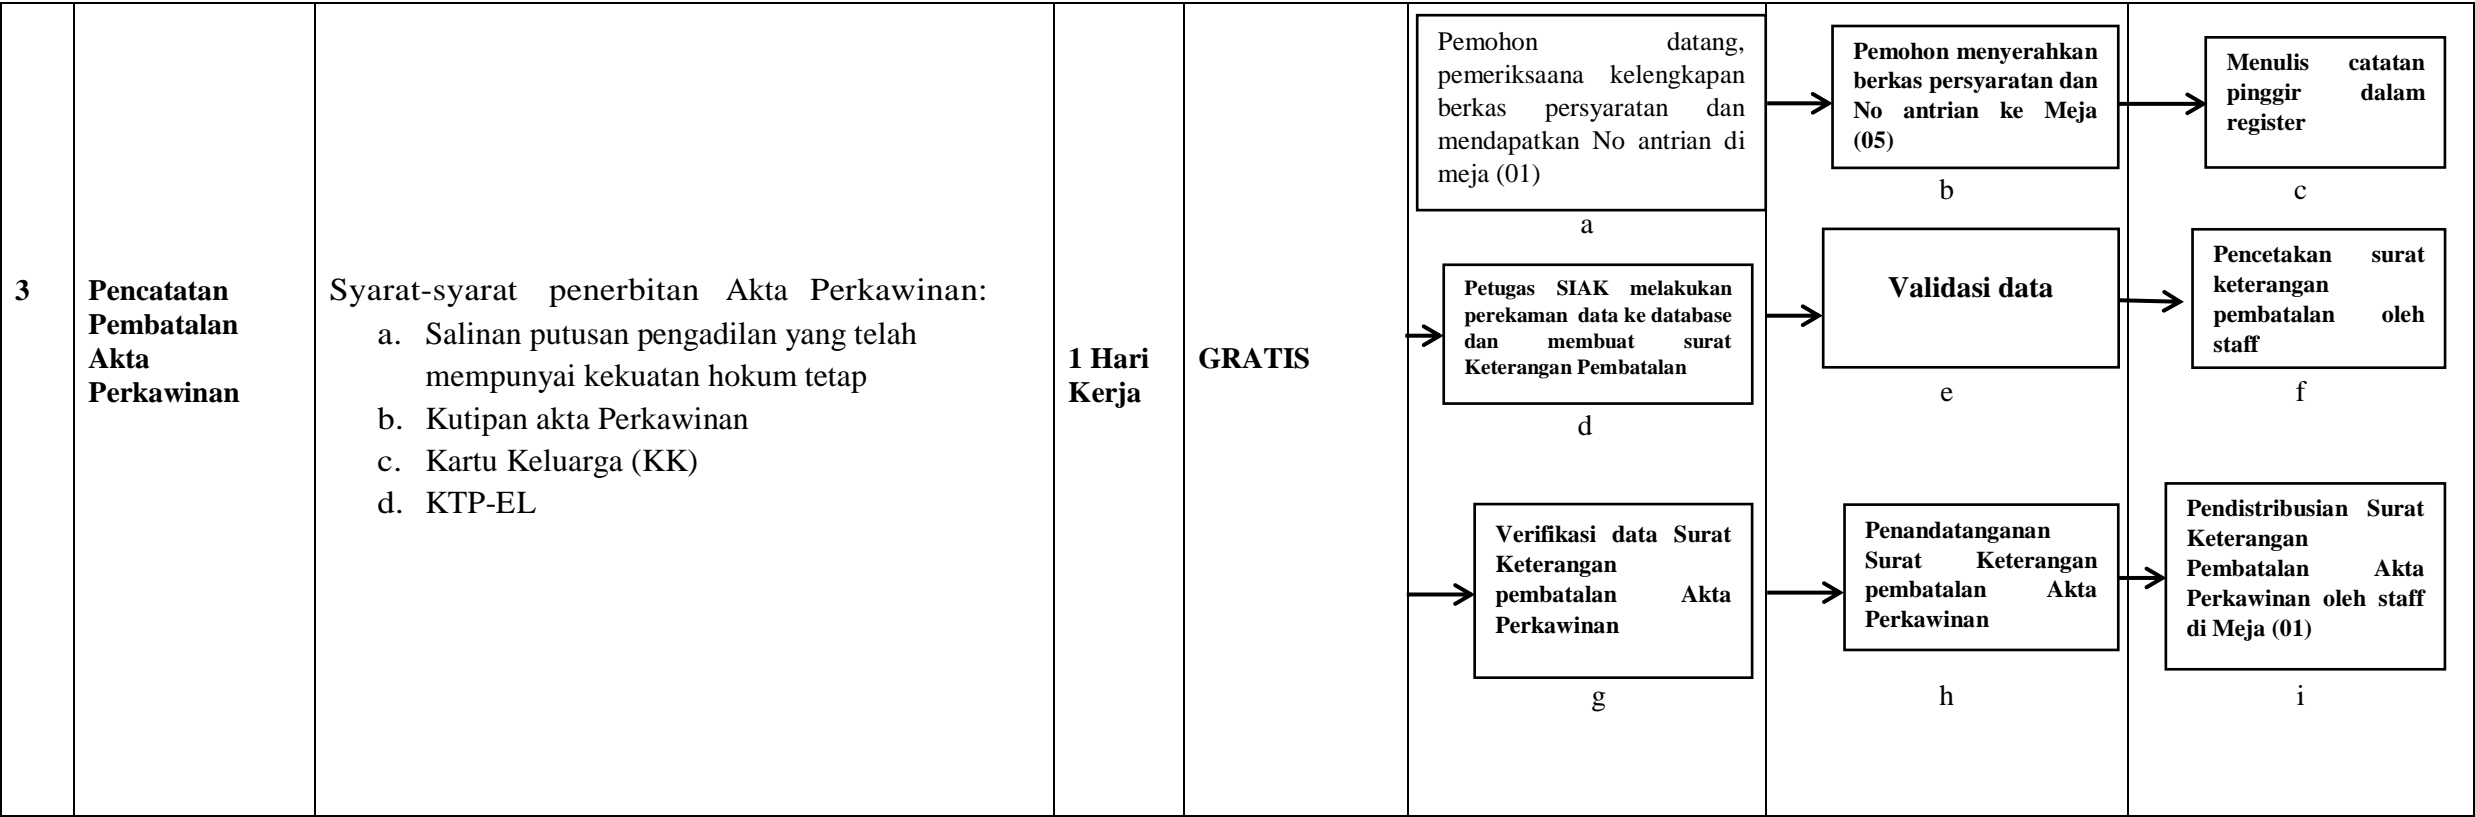 3
Pencatatan
Pembatalan
Akta
Perkawinan
Syarat-syarat penerbitan Akta Perkawinan:
a. Salinan putusan pengadilan yang telah
mempunyai kekuatan hokum tetap
b. Kutipan akta Perkawinan
c. Kartu Keluarga (KK)
d. KTP-EL
1 Hari
Kerja
GRATIS
Pemohon datang,
pemeriksaana kelengkapan
berkas persyaratan dan
mendapatkan No antrian di
meja (01)
a
Pemohon menyerahkan
berkas persyaratan dan
No antrian ke Meja
(05)
b
Menulis catatan
pinggir dalam
register
c
Petugas SIAK melakukan
perekaman data ke database
dan membuat surat
Keterangan Pembatalan
d
Validasi data
e
Pencetakan surat
keterangan
pembatalan oleh
staff
f
Verifikasi data Surat
Keterangan
pembatalan Akta
Perkawinan
g
Penandatanganan
Surat Keterangan
pembatalan Akta
Perkawinan
h
Pendistribusian Surat
Keterangan
Pembatalan Akta
Perkawinan oleh staff
di Meja (01)
i